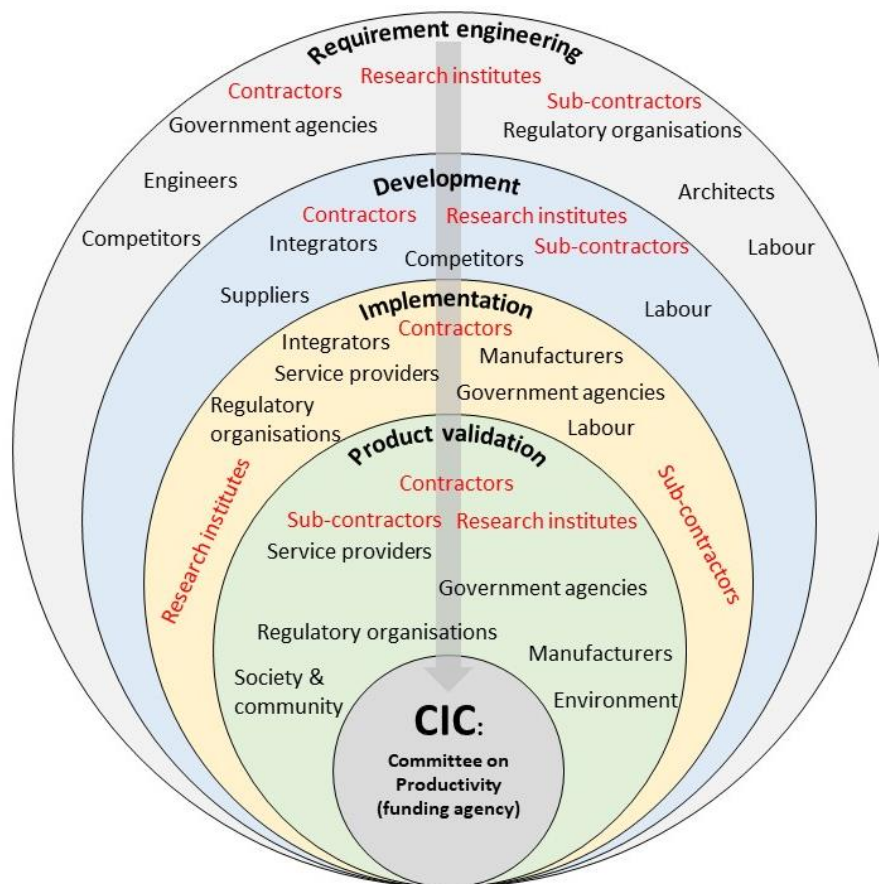 Requirement engineering
Research institutes
Contractors
Sub-contractors
Government agencies
Regulatory organisations
Engineers
Architects
Competitors
Labour
Development
Contractors
Research institutes
Integrators
Sub-contractors
Competitors
Suppliers
Labour
Implementation
Contractors
Integrators
Manufacturers
Service providers
Government agencies
Regulatory
organisations
Labour
Research institutes
Sub-contractors
Product validation
Contractors
Sub-contractors
Research institutes
Service providers
Government agencies
Regulatory organisations
Manufacturers
Society &
community
Environment
CIC:
Committee on
Productivity
(funding agency)